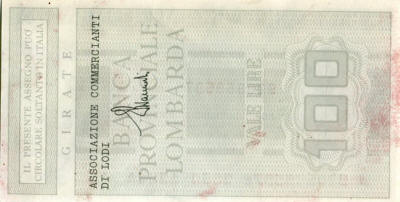 IL PRESENTE ASSEGNO PUÒ
CIRCOLARE SOLTANTO IN ITALIA
GIRATE
ASSOCIAZIONE COMMERCIANTI
DI LODI
BANCA
PROVINCIALE
LOMBARDA
VALE LIRE
100